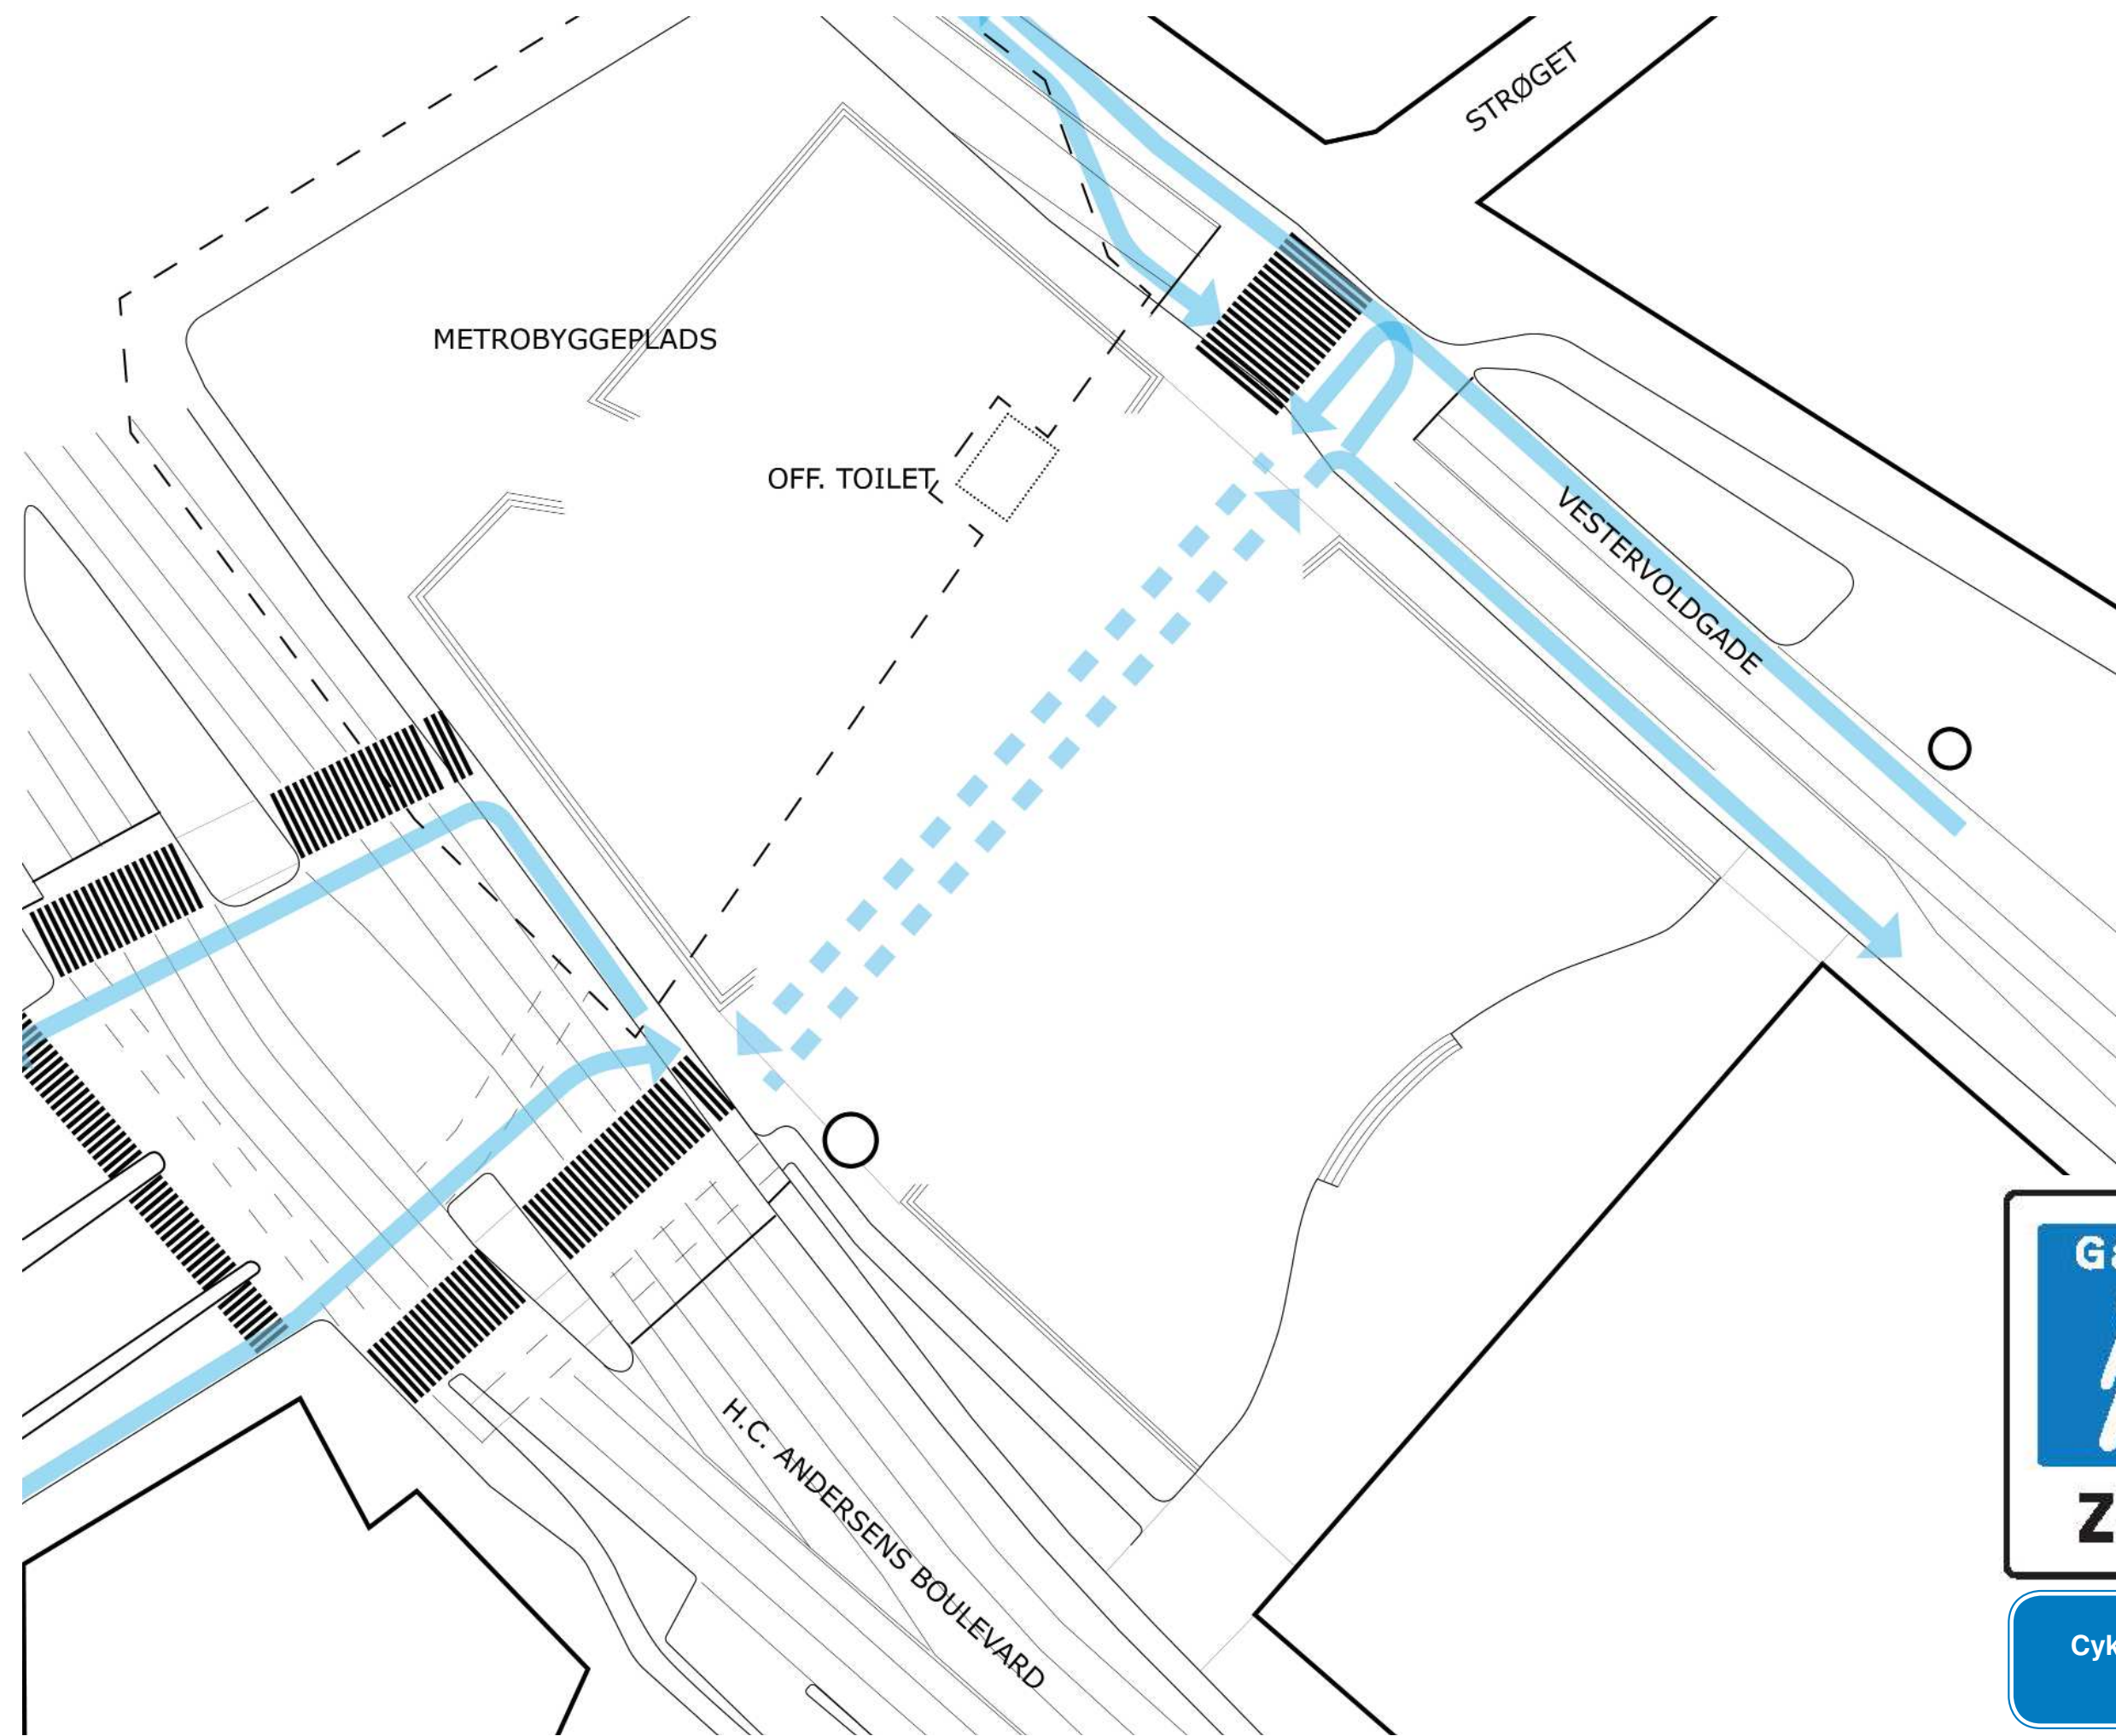 STRØGET
METROBYGGEPLADS
OFF. TOILET
VESTERVOLDGADE
H.C. ANDERSENS BOULEVARD